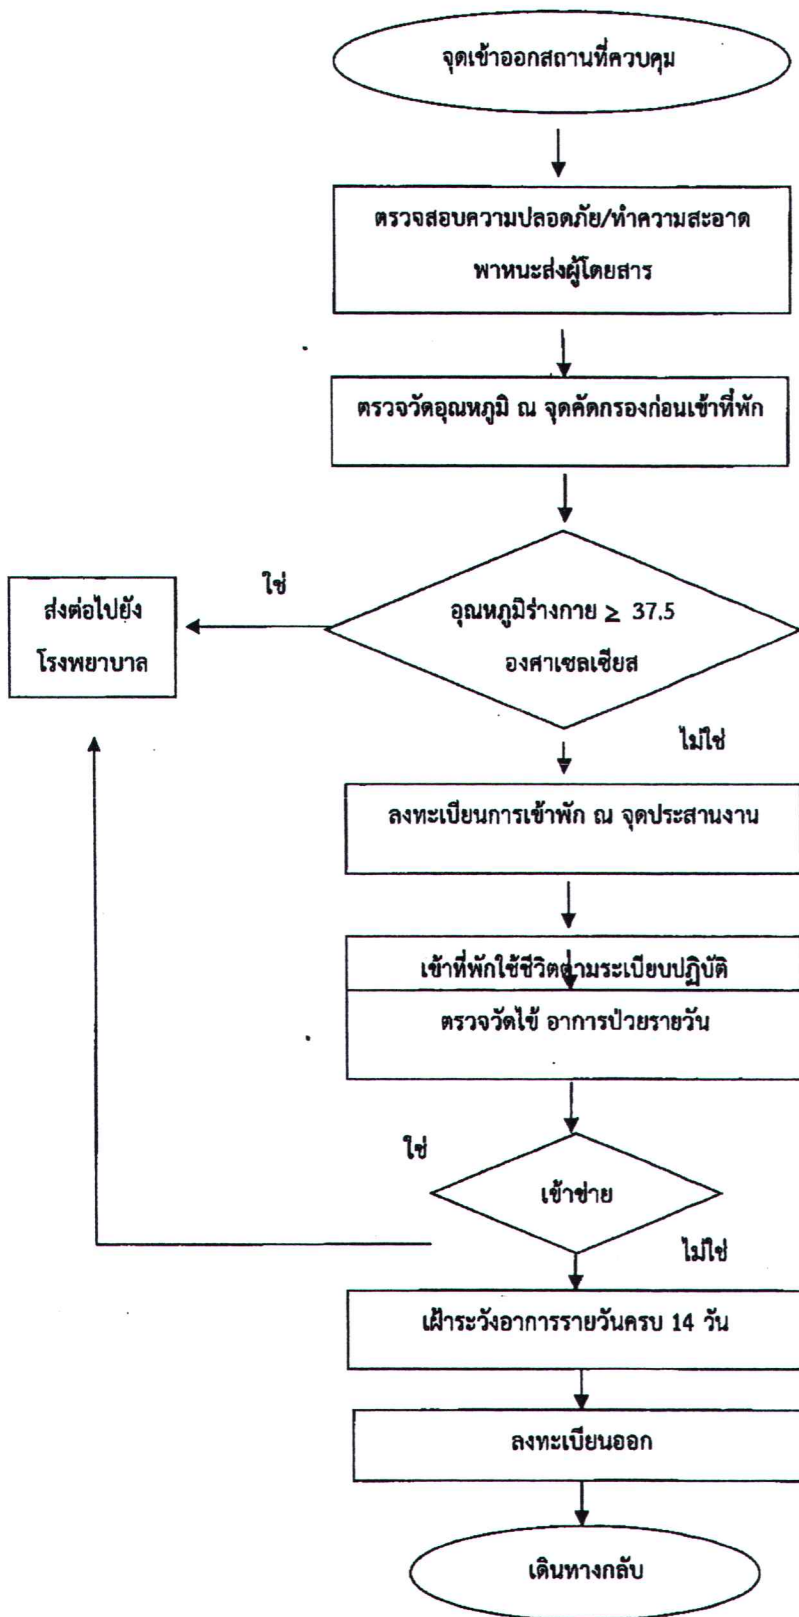 จุดเข้าออกสถานที่ควบคุม
ตรวจสอบความปลอดภัย/ทำความสะอาด
พาหนะส่งผู้โดยสาร
ตรวจวัดอุณหภูมิ ณ จุดคัดกรองก่อนเข้าที่พัก
ใช่
ส่งต่อไปยัง
โรงพยาบาล
อุณหภูมิร่างกาย ≥ 37.5
องศาเซลเซียส
ไม่ใช่
ลงทะเบียนการเข้าพัก ณ จุดประสานงาน
เข้าที่พักใช้ชีวิตตามระเบียบปฏิบัติ
ตรวจวัดไข้ อาการป่วยรายวัน
ใช่
เข้าข่าย
ไม่ใช่
เฝ้าระวังอาการรายวันครบ 14 วัน
ลงทะเบียนออก
เดินทางกลับ